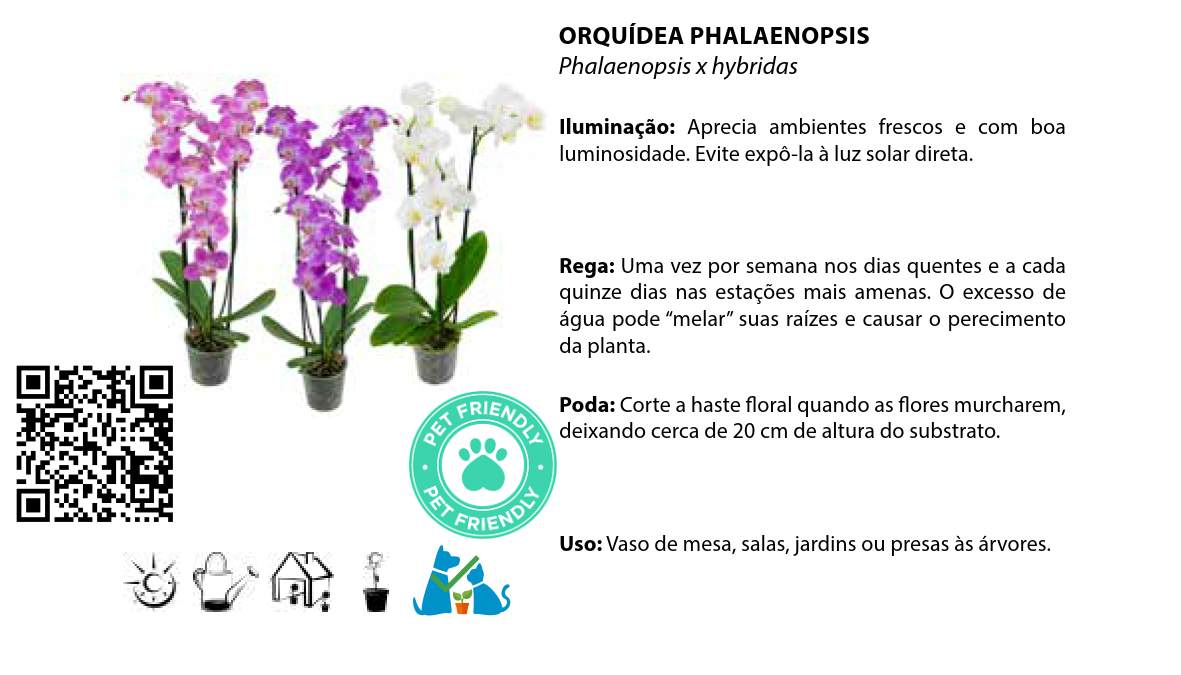 ORQUÍDEA PHALAENOPSIS
Phalaenopsis x hybridas
Iluminação: Aprecia ambientes frescos e com boa
luminosidade. Evite expô-la à luz solar direta.
Rega: Uma vez por semana nos dias quentes e a cada
quinze dias nas estações mais amenas. O excesso de
água pode “melar” suas raízes e causar o perecimento
da planta.
Poda: Corte a haste floral quando as flores murcharem,
deixando cerca de 20 cm de altura do substrato.
Uso: Vaso de mesa, salas, jardins ou presas às árvores.
PET FRIENDLY
PET FRIENDLY